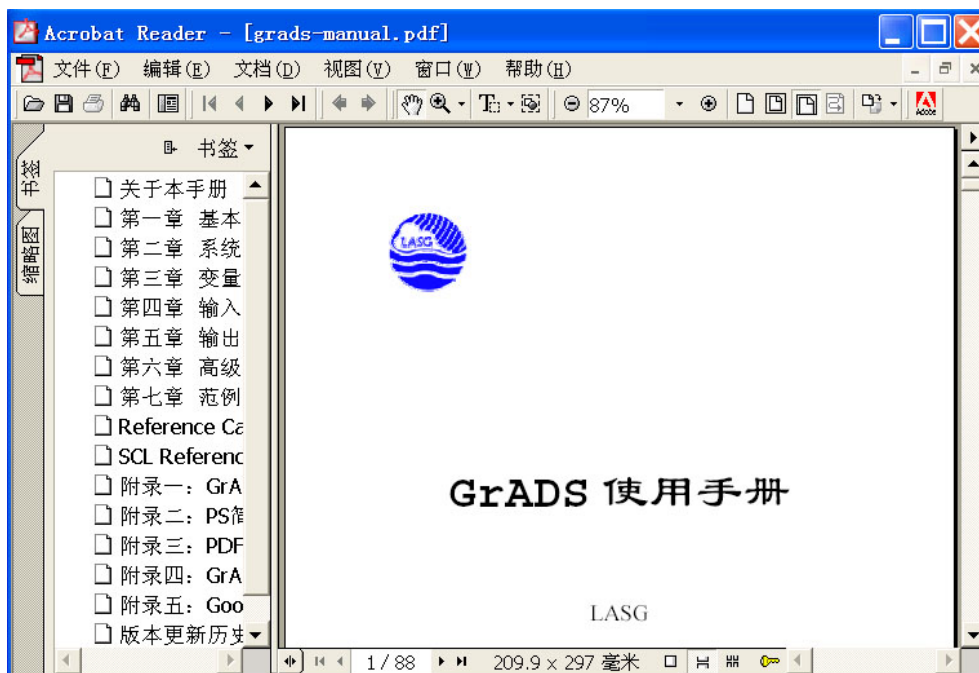 Acrobat Reader - [grads-manual.pdf]
文件(F) 编辑(E) 文档(D) 视图(V) 窗口(W) 帮助(H)
87%
Adobe
书签
书签
缩略图
关于本手册
第一章 基本
第二章 系统
第三章 变量
第四章 输入
第五章 输出
第六章 高级
第七章 范例
Reference Ca
SCL Referenc
附录一: GrA
附录二: PS简
附录三: PDF
附录四: GrA
附录五: Goo
版本更新历史
LASG
GrADS 使用手册
LASG
1 / 88 209.9 x 297 毫米